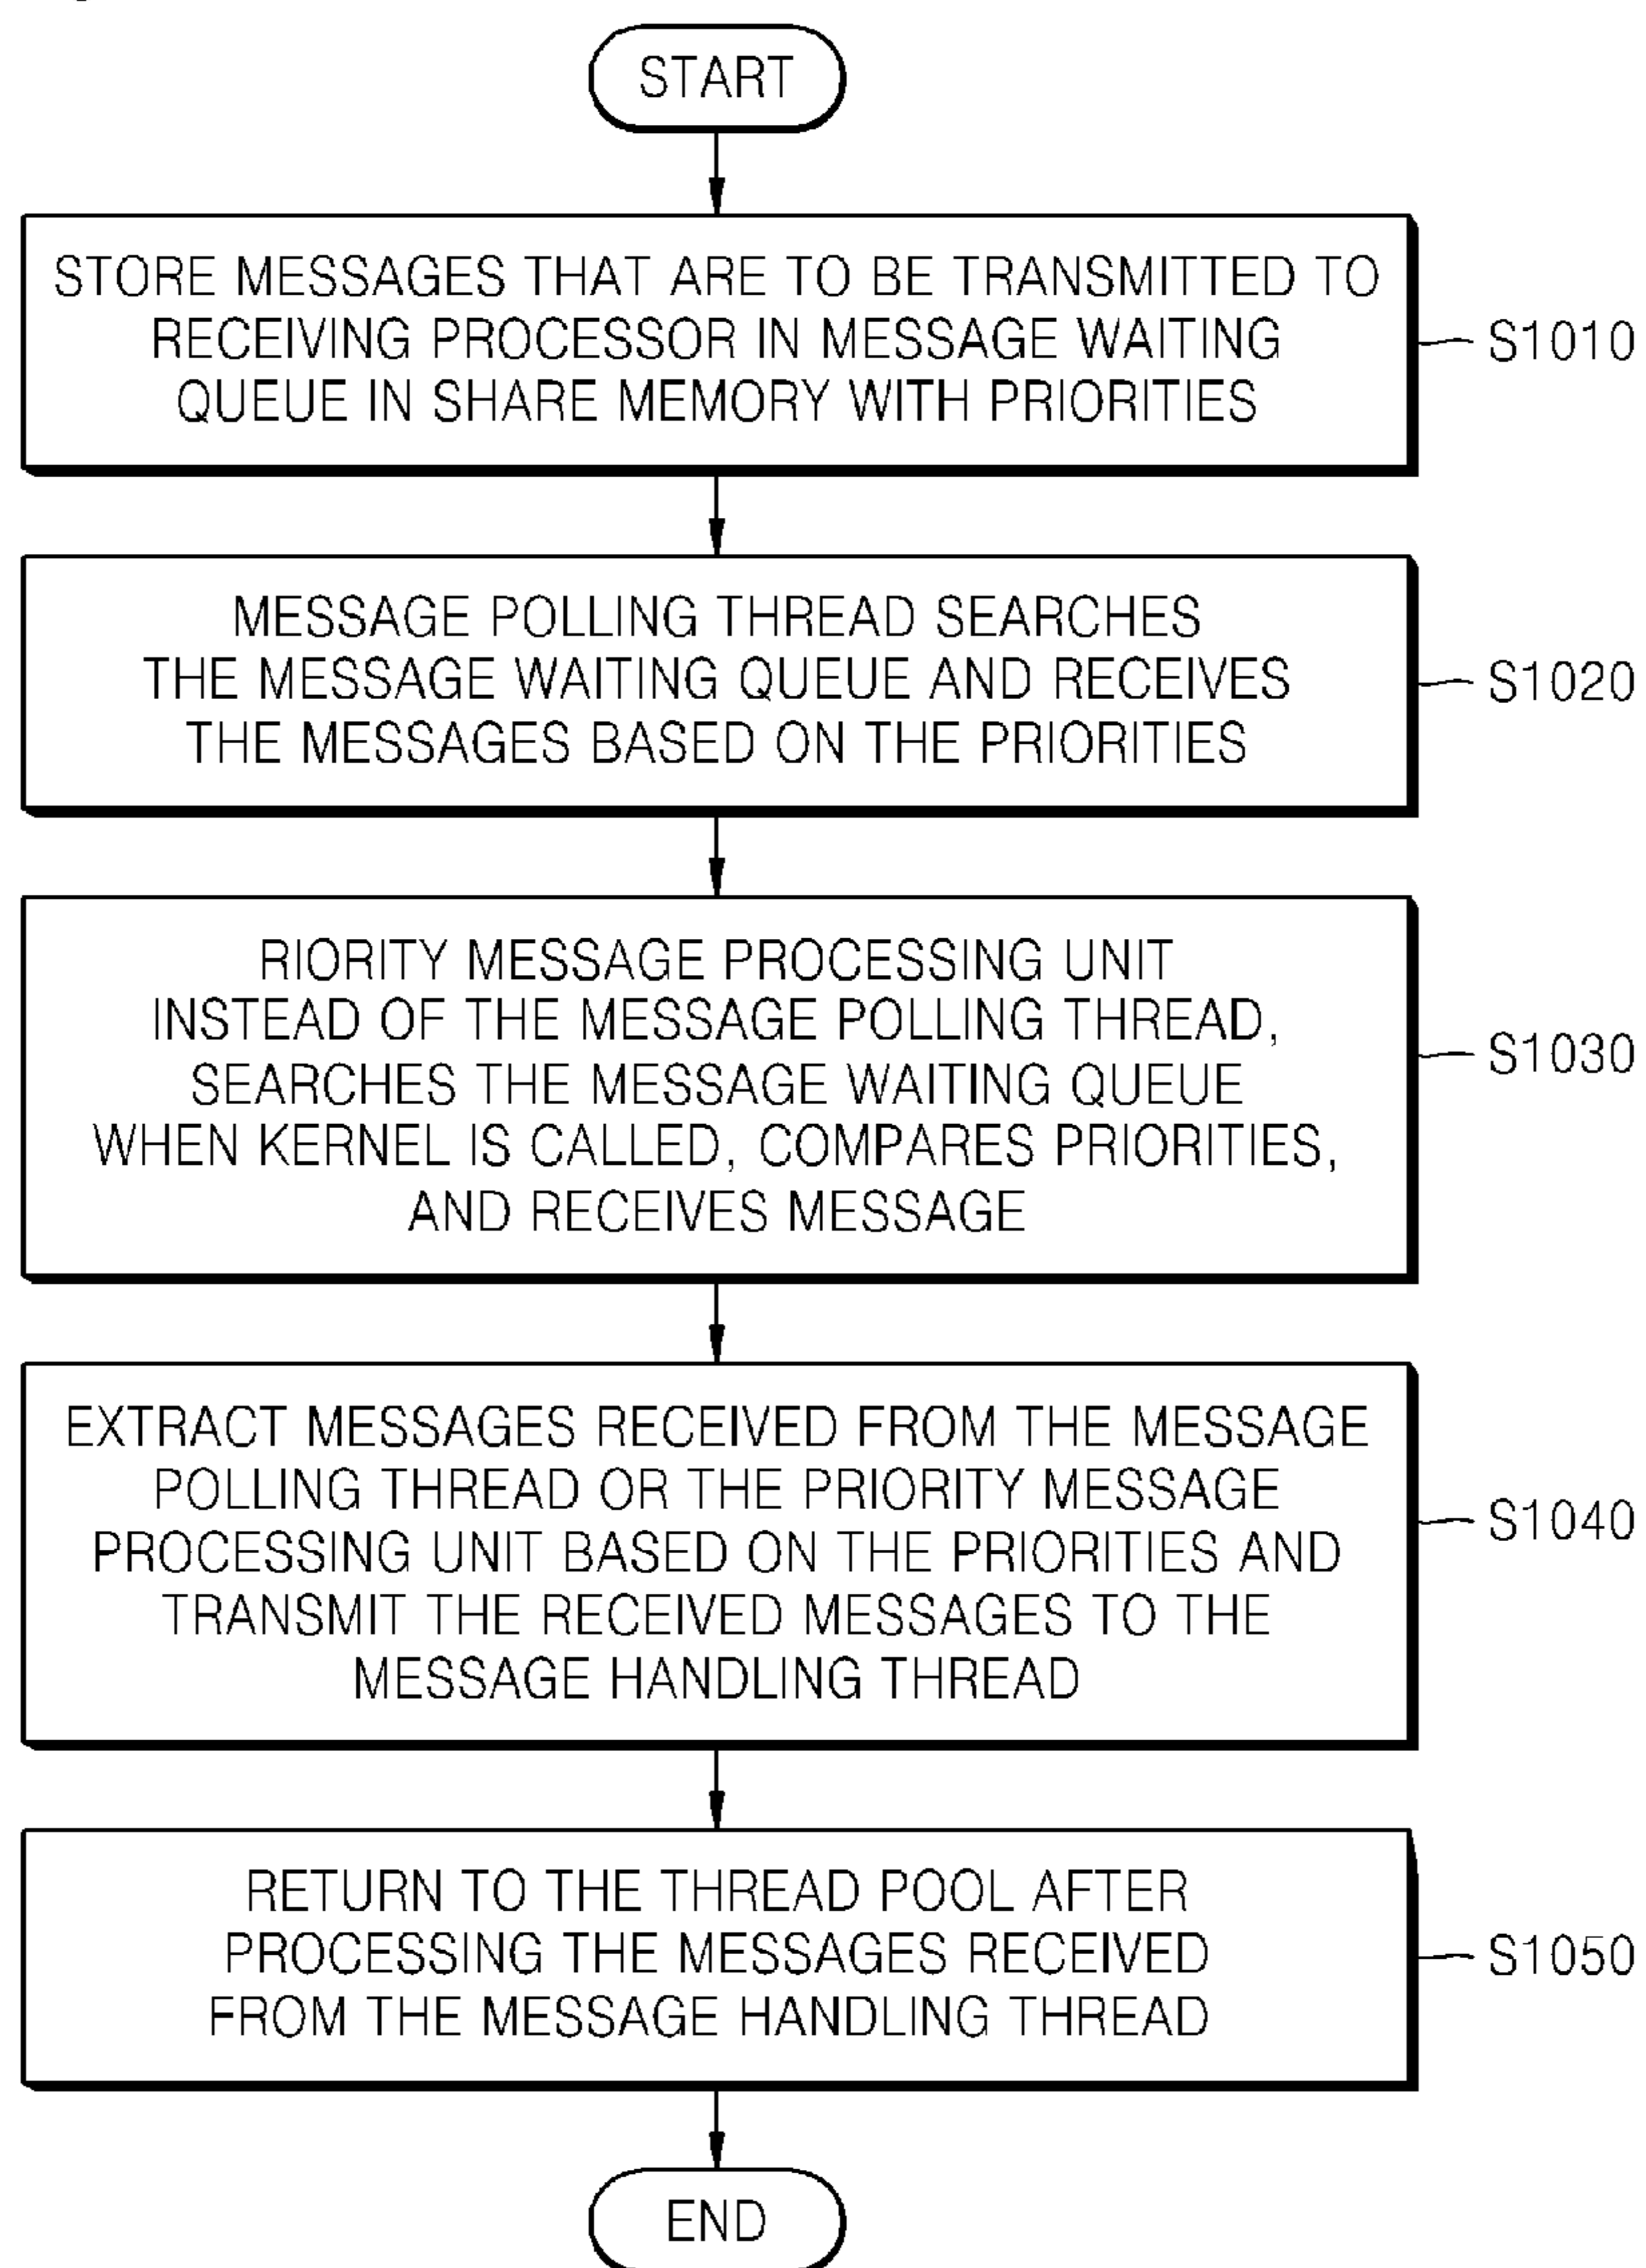 START
STORE MESSAGES THAT ARE TO BE TRANSMITTED TO
RECEIVING PROCESSOR IN MESSAGE WAITING
QUEUE IN SHARE MEMORY WITH PRIORITIES
S1010
MESSAGE POLLING THREAD SEARCHES
THE MESSAGE WAITING QUEUE AND RECEIVES
THE MESSAGES BASED ON THE PRIORITIES
S1020
RIORITY MESSAGE PROCESSING UNIT
INSTEAD OF THE MESSAGE POLLING THREAD,
SEARCHES THE MESSAGE WAITING QUEUE
WHEN KERNEL IS CALLED, COMPARES PRIORITIES,
AND RECEIVES MESSAGE
S1030
EXTRACT MESSAGES RECEIVED FROM THE MESSAGE
POLLING THREAD OR THE PRIORITY MESSAGE
PROCESSING UNIT BASED ON THE PRIORITIES AND
TRANSMIT THE RECEIVED MESSAGES TO THE
MESSAGE HANDLING THREAD
S1040
RETURN TO THE THREAD POOL AFTER
PROCESSING THE MESSAGES RECEIVED
FROM THE MESSAGE HANDLING THREAD
S1050
END